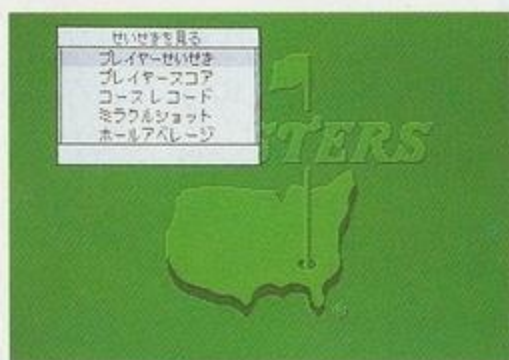 せいせきを見る
プレイヤーせいせき
プレイヤースコア
コースレコード
ミラクルショット
ホールアベレージ
TERS